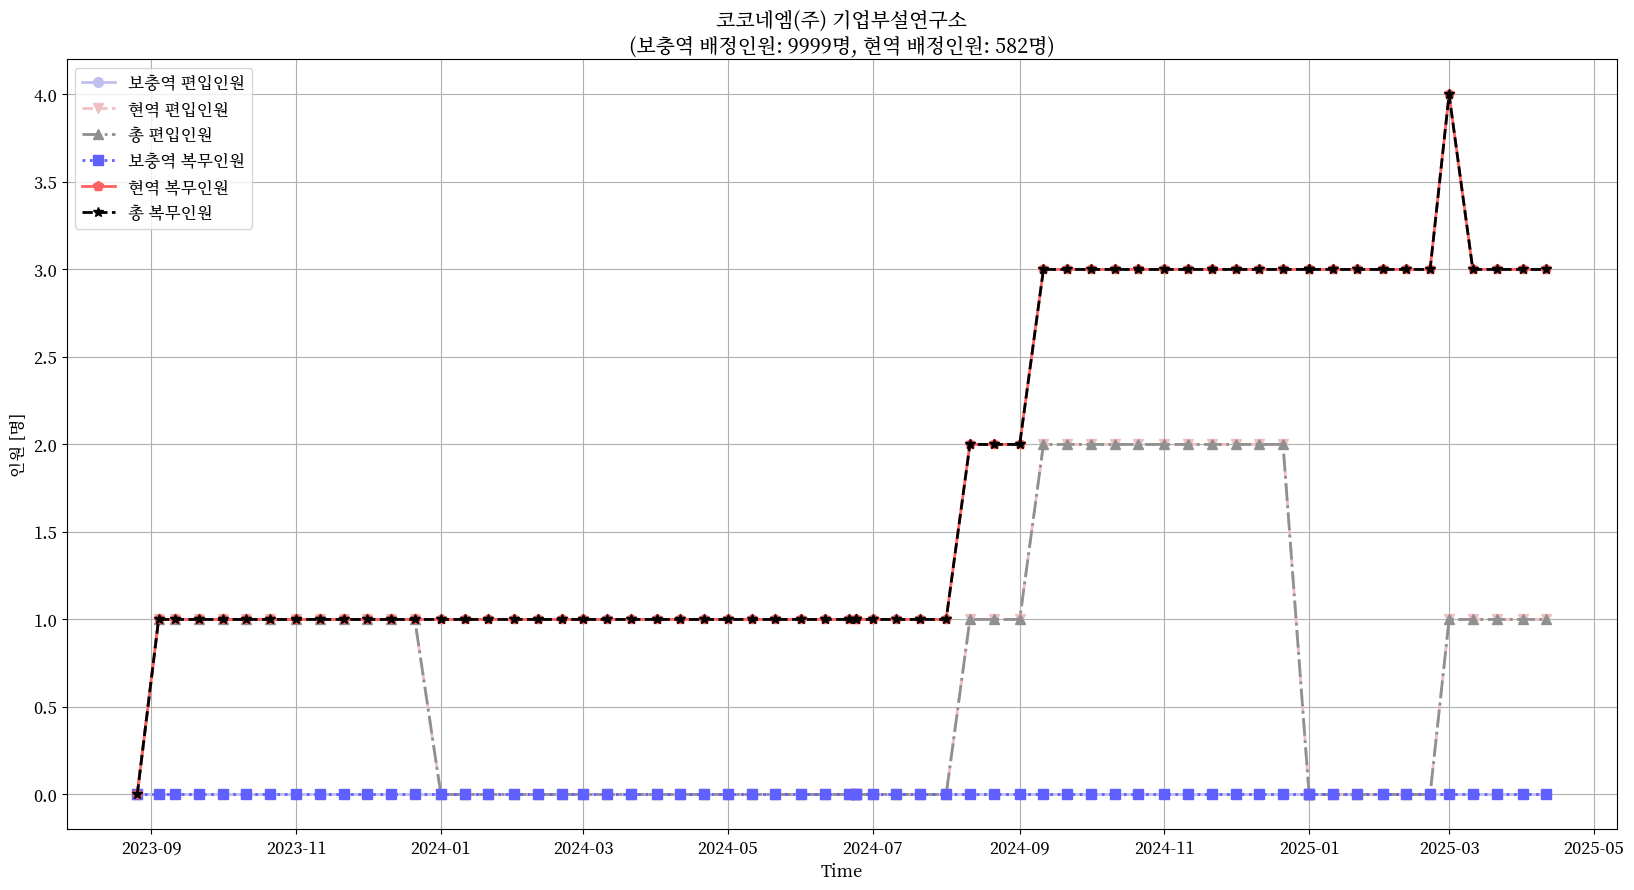 코코네엠(주) 기업부설연구소
(보충역 배정인원: 9999명, 현역 배정인원: 582명)
보충역 편입인원
현역 편입인원
총 편입인원
보충역 복무인원
현역 복무인원
총 복무인원
4.0
3.5
3.0
2.5
2.0
1.5
1.0
0.5
0.0
인원 [명]
2023-09 2023-11 2024-01 2024-03 2024-05 2024-07 2024-09 2024-11 2025-01 2025-03 2025-05
Time